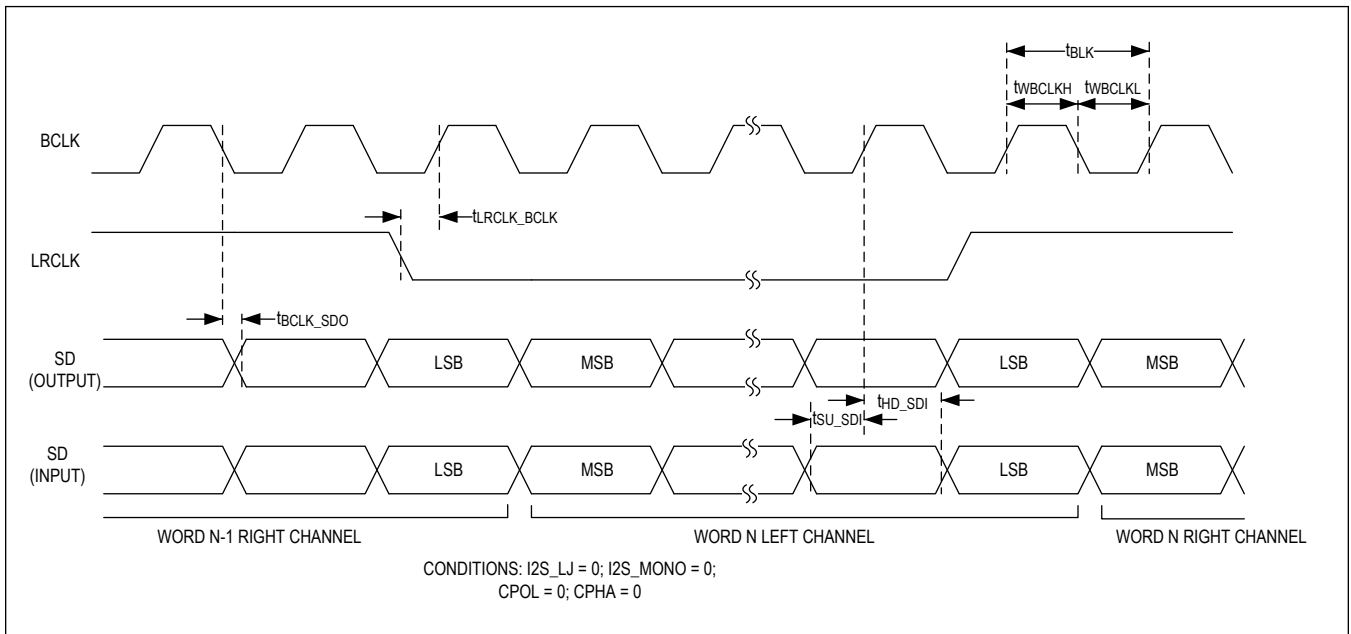 tBLK
tWBCLKH tWBCLKL
BCLK
tLRCLK_BCLK
LRCLK
tBCLK_SDO
SD
(OUTPUT)
LSB MSB LSB MSB
tHD_SDI
tSU_SDI
SD
(INPUT)
LSB MSB LSB MSB
WORD N-1 RIGHT CHANNEL WORD N LEFT CHANNEL WORD N RIGHT CHANNEL
CONDITIONS: I2S_LJ = 0; I2S_MONO = 0;
CPOL = 0; CPHA = 0